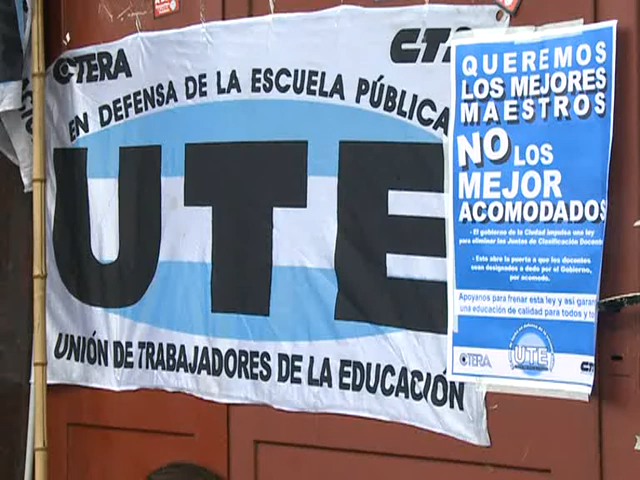 CTERA
CTA
EN DEFENSA DE LA ESCUELA PÚBLICA
UTE
UNIÓN DE TRABAJADORES DE LA EDUCACIÓN
QUEREMOS
LOS MEJORES
MAESTROS
NO LOS
MEJOR
ACOMODADOS
- El gobierno de la Ciudad impulsa una ley
para eliminar las Juntas de Clasificación Docente
- Esto abre la puerta a que los docentes
sean designados a dedo por el Gobierno,
por acomodo.
Apoyanos para frenar esta ley y así garan
una educación de calidad para todos y to
CTERA
UTE
CTA